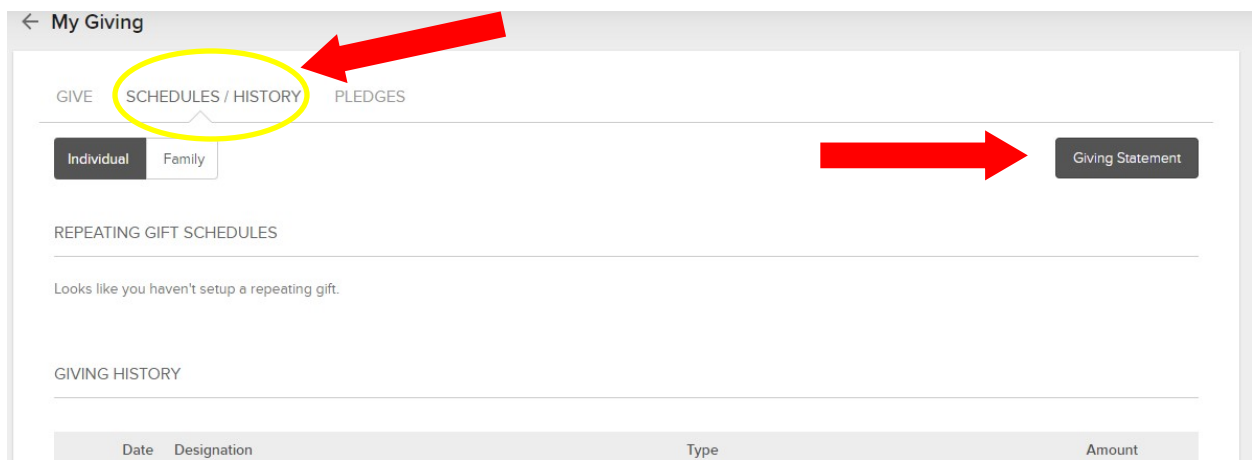 My Giving
GIVE SCHEDULES / HISTORY PLEDGES
Individual Family Giving Statement
REPEATING GIFT SCHEDULES
Looks like you haven't setup a repeating gift.
GIVING HISTORY
Date Designation Type Amount